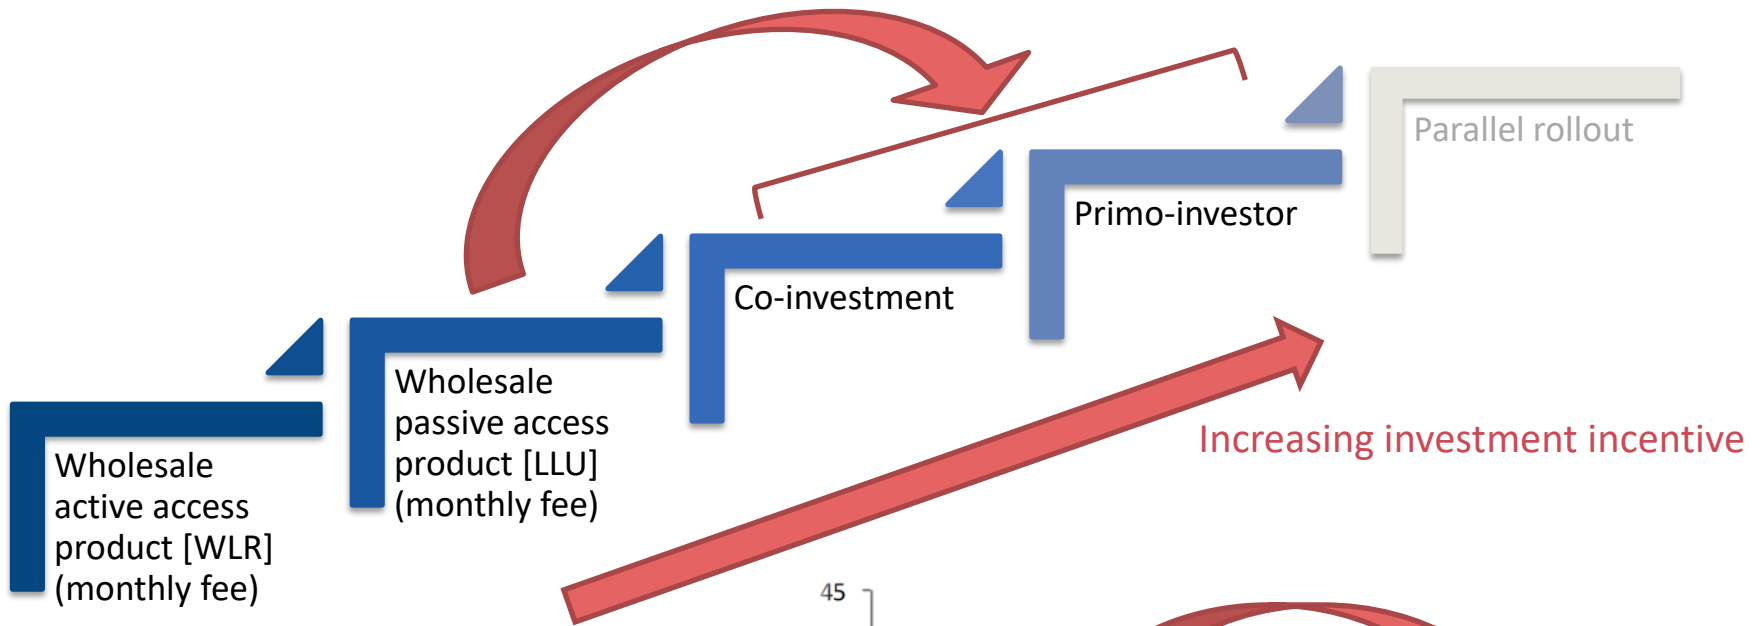 Parallel rollout
Primo-investor
Co-investment
Wholesale
passive access
product [LLU]
(monthly fee)
Wholesale
active access
product [WLR]
(monthly fee)
Increasing investment incentive
45